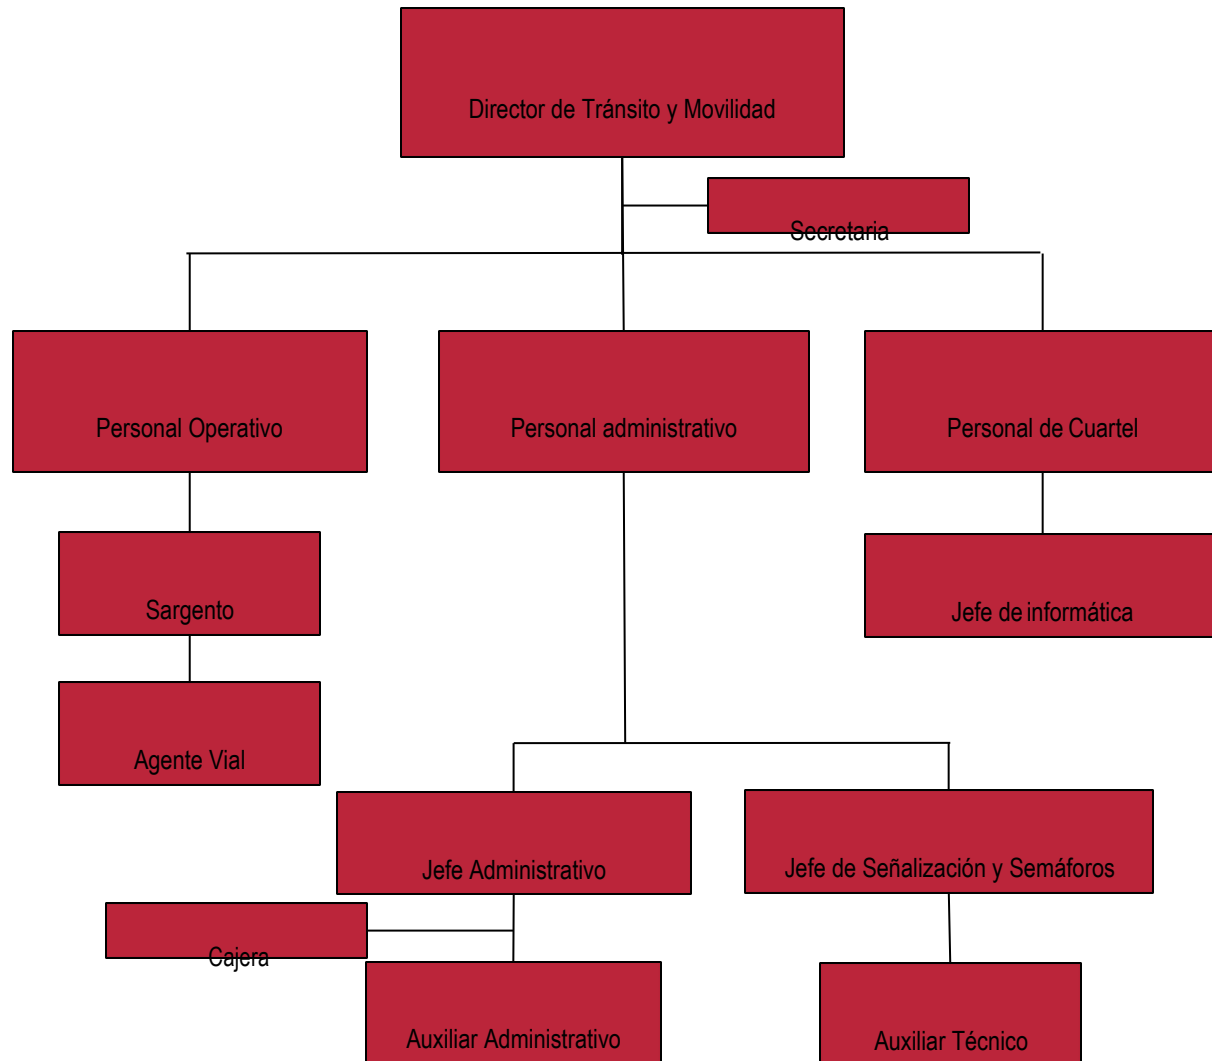 Director de Tránsito y Movilidad
Secretaria
Personal Operativo
Personal administrativo
Personal de Cuartel
Sargento
Jefe de informática
Agente Vial
Jefe Administrativo
Jefe de Señalización y Semáforos
Cajera
Auxiliar Administrativo
Auxiliar Técnico